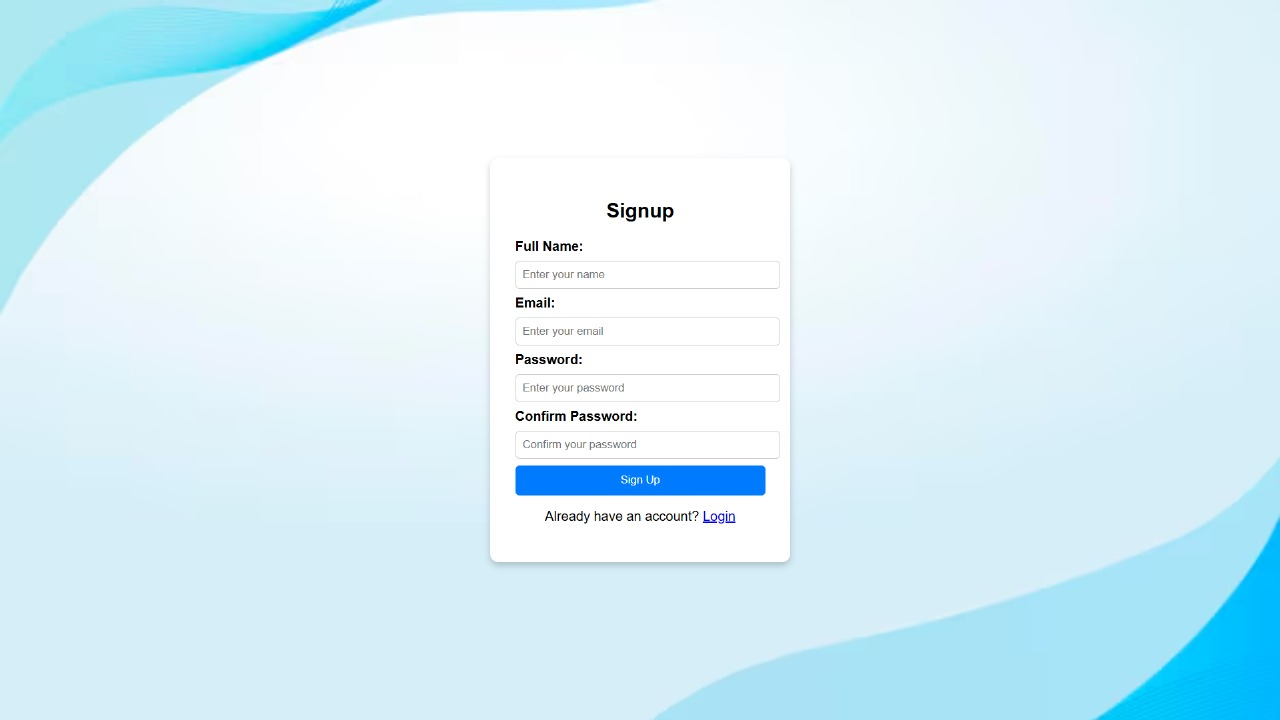 Signup
Full Name:
Enter your name
Email:
Enter your email
Password:
Enter your password
Confirm Password:
Confirm your password
Sign Up
Already have an account? Login